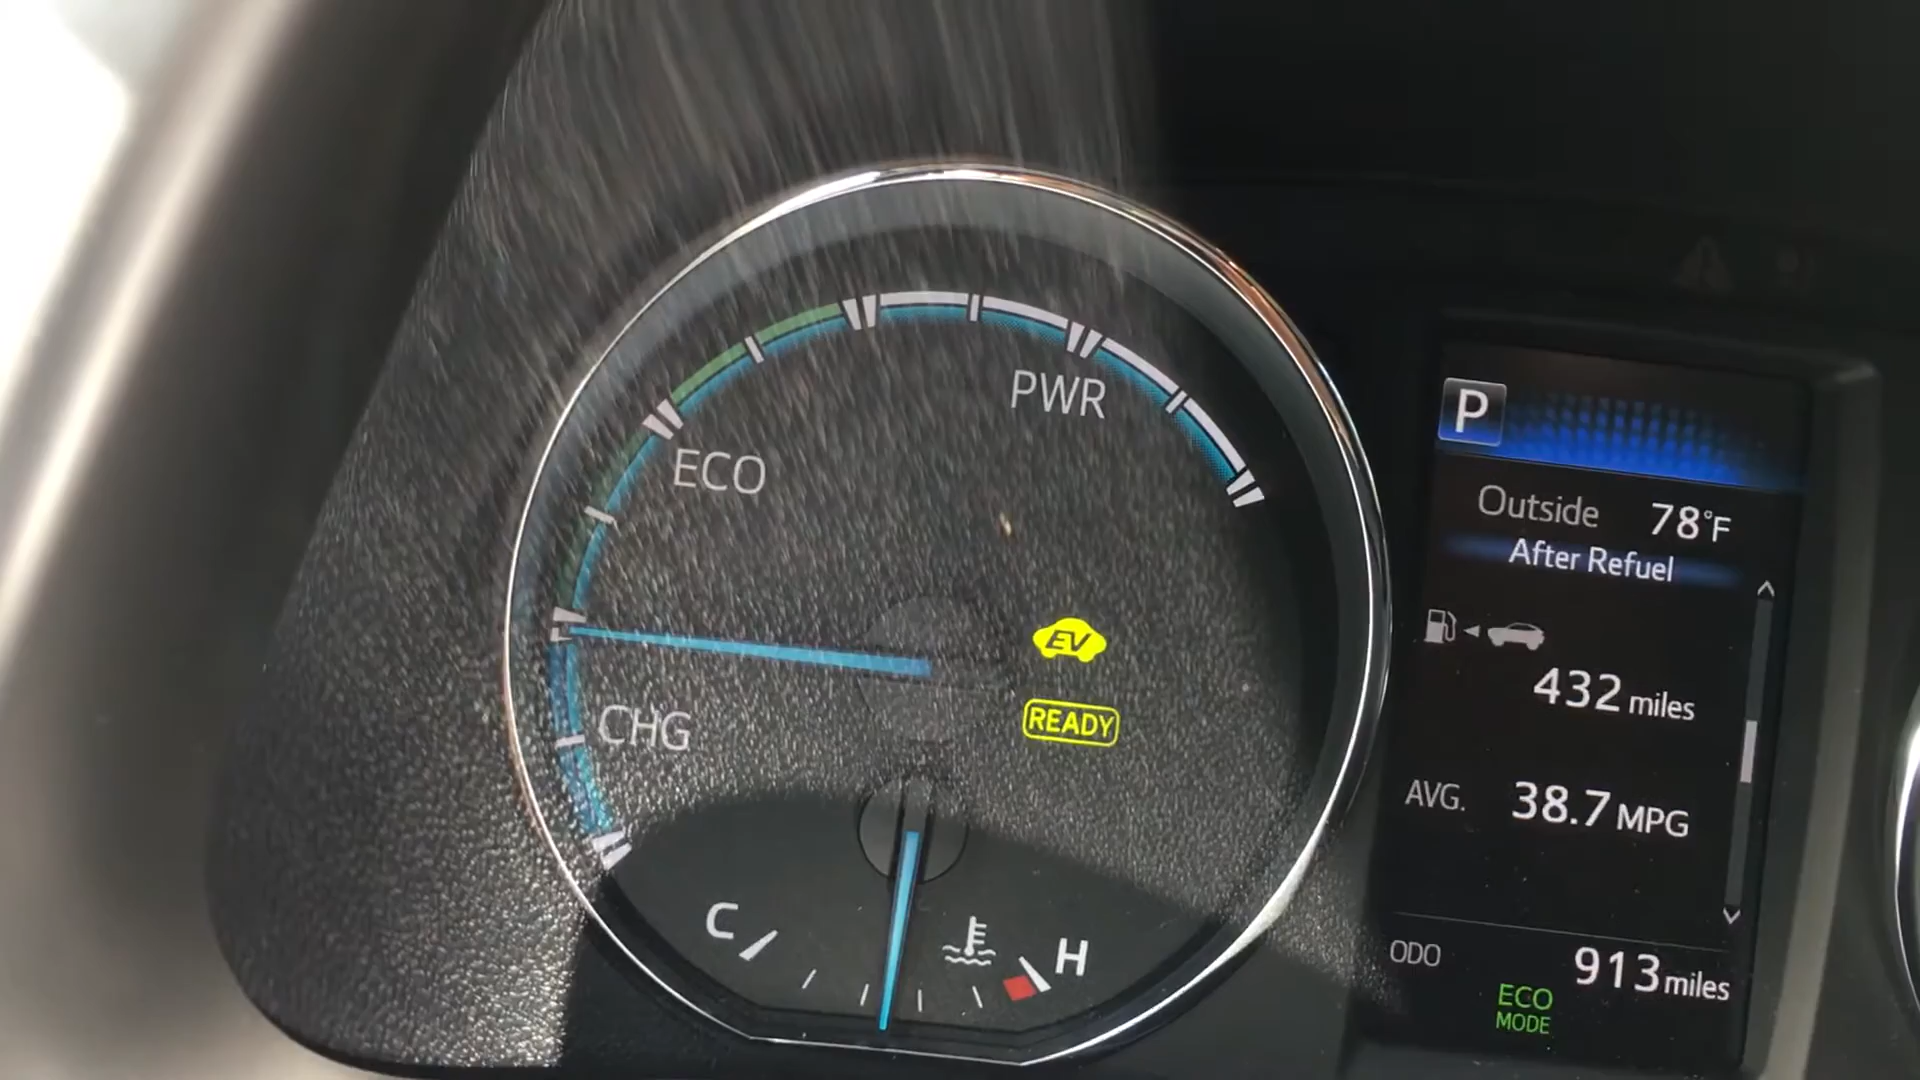 PWR
ECO
EV
READY
CHG
C
H
P
Outside 78°F
After Refuel
432 miles
AVG. 38.7 MPG
ODO 913 miles
ECO
MODE